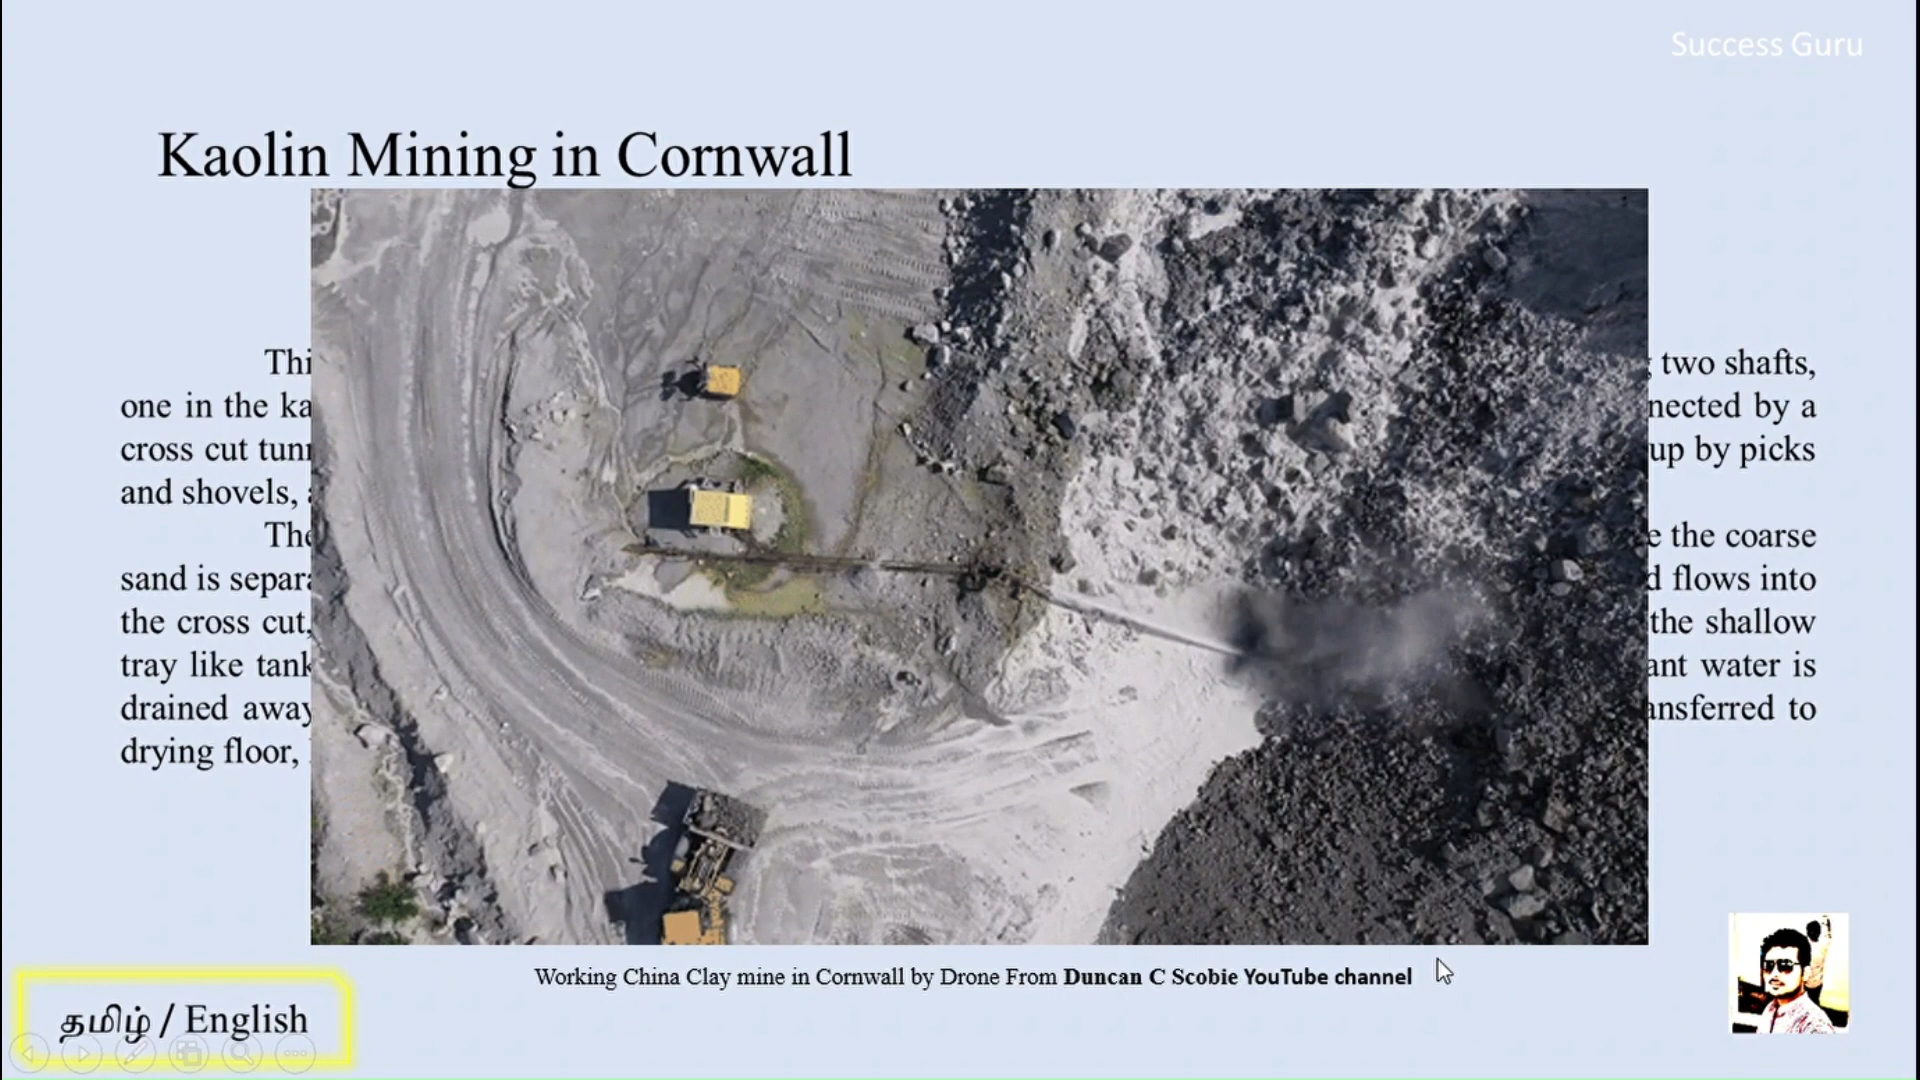 Success Guru
Kaolin Mining in Cornwall
Thi
two shafts,
one in the ka
nected by a
cross cut tun
up by picks
and shovels,
The
e the coarse
sand is separa
d flows into
the cross cut,
the shallow
tray like tank
ant water is
drained away
ansferred to
drying floor,
Working China Clay mine in Cornwall by Drone From Duncan C Scobie YouTube channel
தமிழ் / English